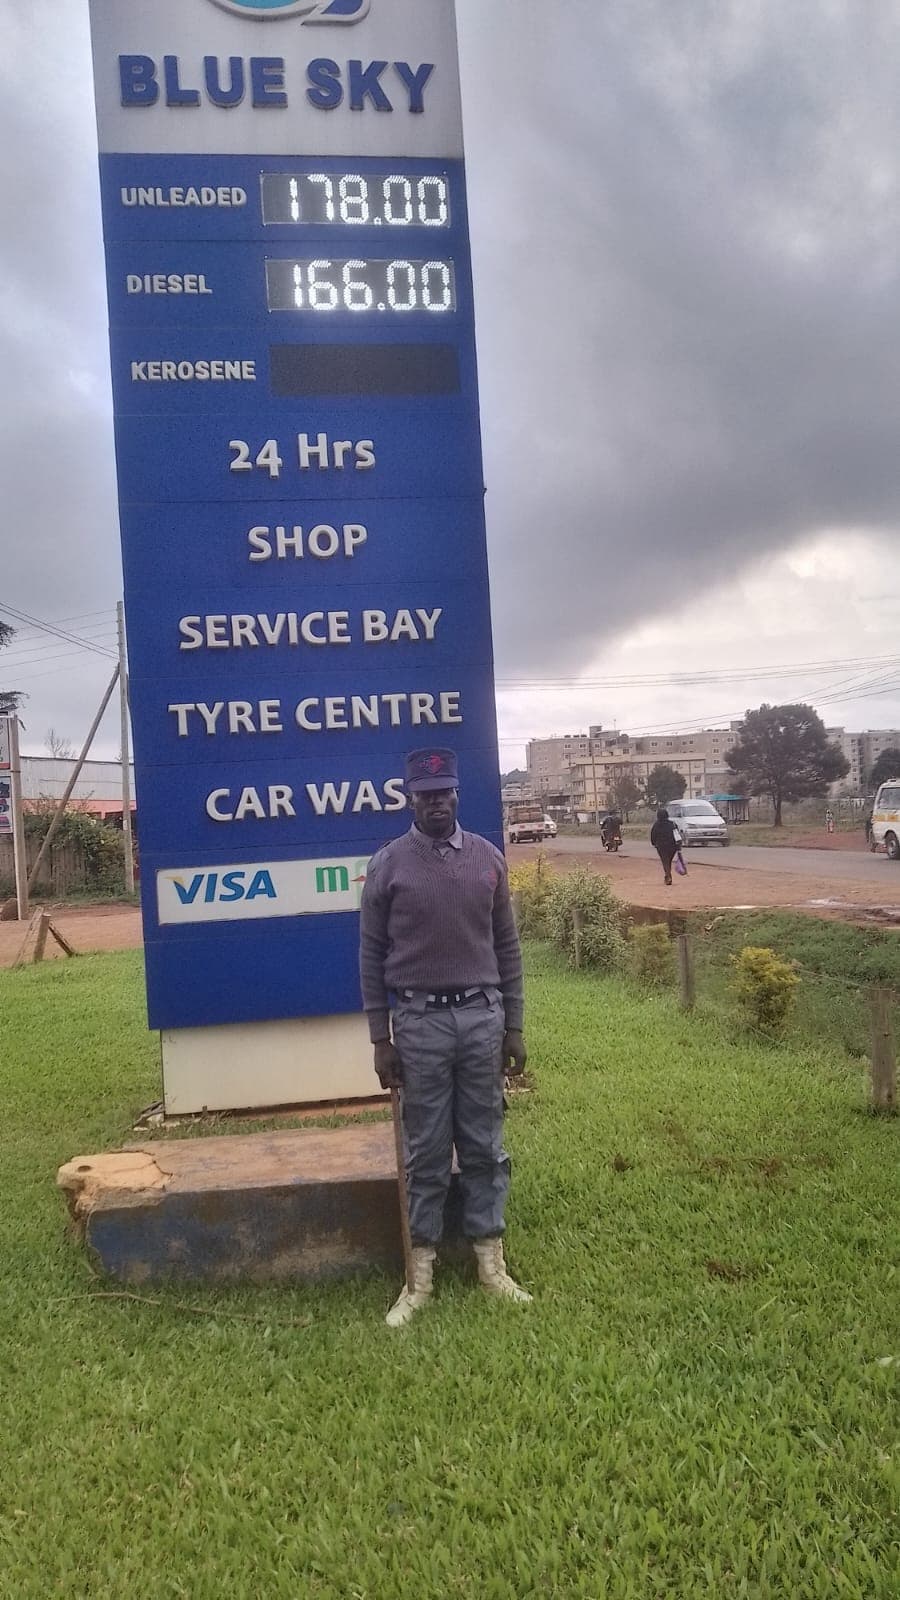 BLUE SKY
UNLEADED 178.00
DIESEL 166.00
KEROSENE
24 Hrs
SHOP
SERVICE BAY
TYRE CENTRE
CAR WAS
VISA m